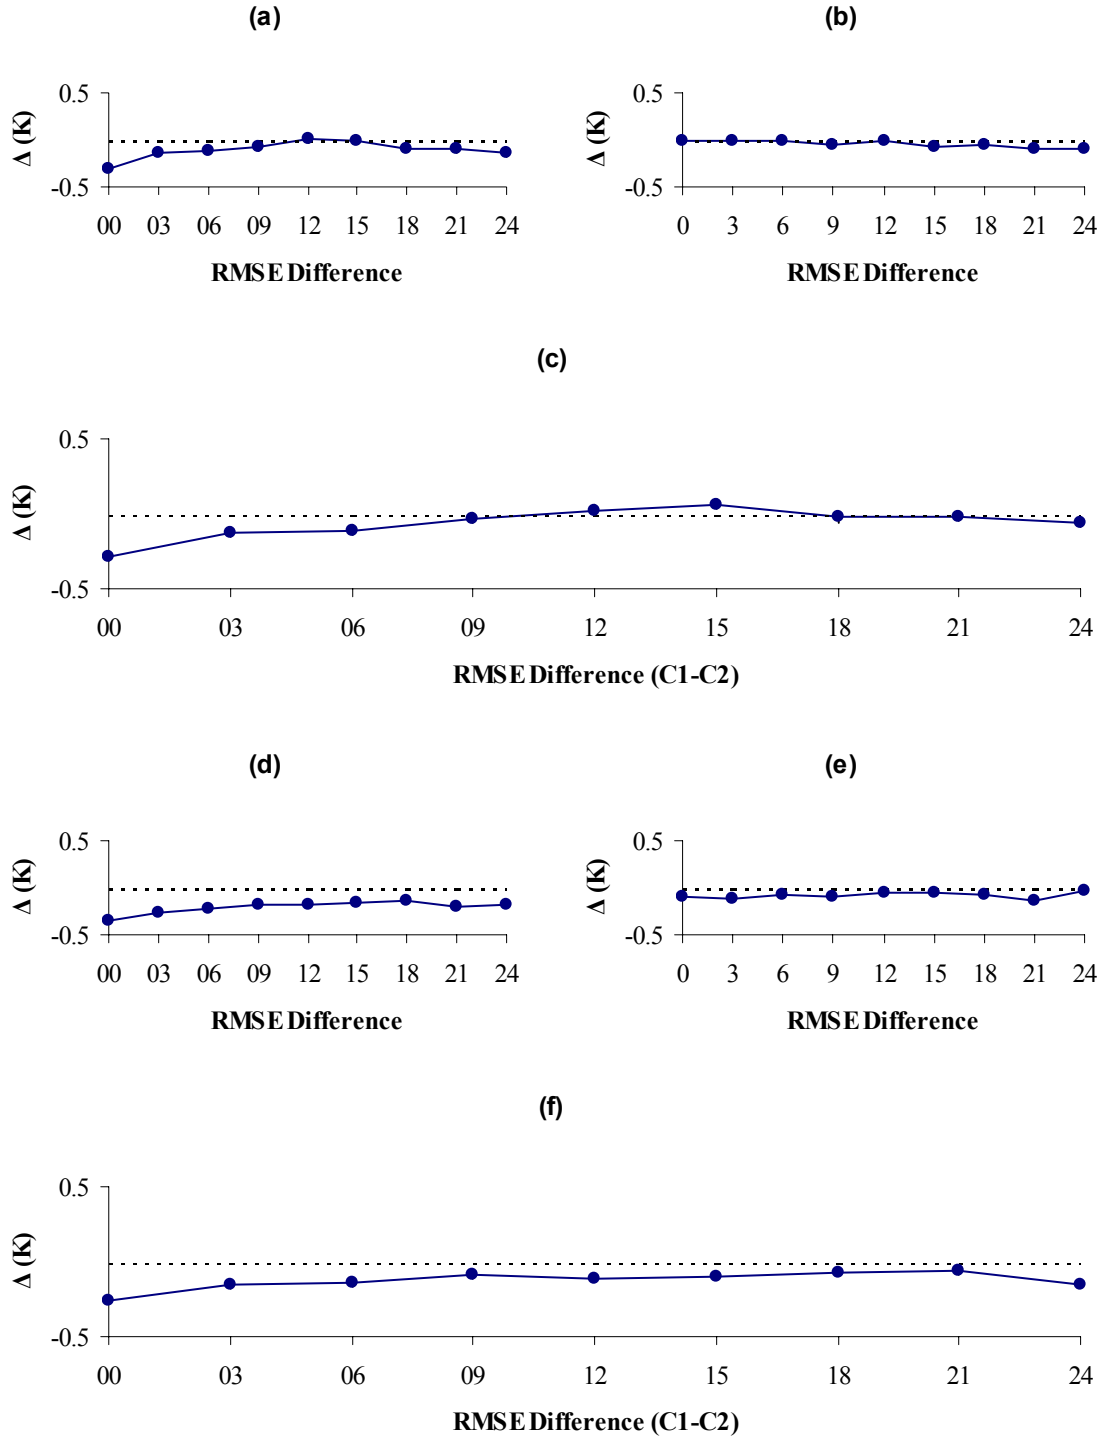 (a)
0.5
Δ (K)
-0.5
00 03 06 09 12 15 18 21 24
RMSE Difference
(b)
0.5
Δ (K)
-0.5
0 3 6 9 12 15 18 21 24
RMSE Difference
(c)
0.5
Δ (K)
-0.5
00 03 06 09 12 15 18 21 24
RMSE Difference (C1-C2)
(d)
0.5
Δ (K)
-0.5
00 03 06 09 12 15 18 21 24
RMSE Difference
(e)
0.5
Δ (K)
-0.5
0 3 6 9 12 15 18 21 24
RMSE Difference
(f)
0.5
Δ (K)
-0.5
00 03 06 09 12 15 18 21 24
RMSE Difference (C1-C2)